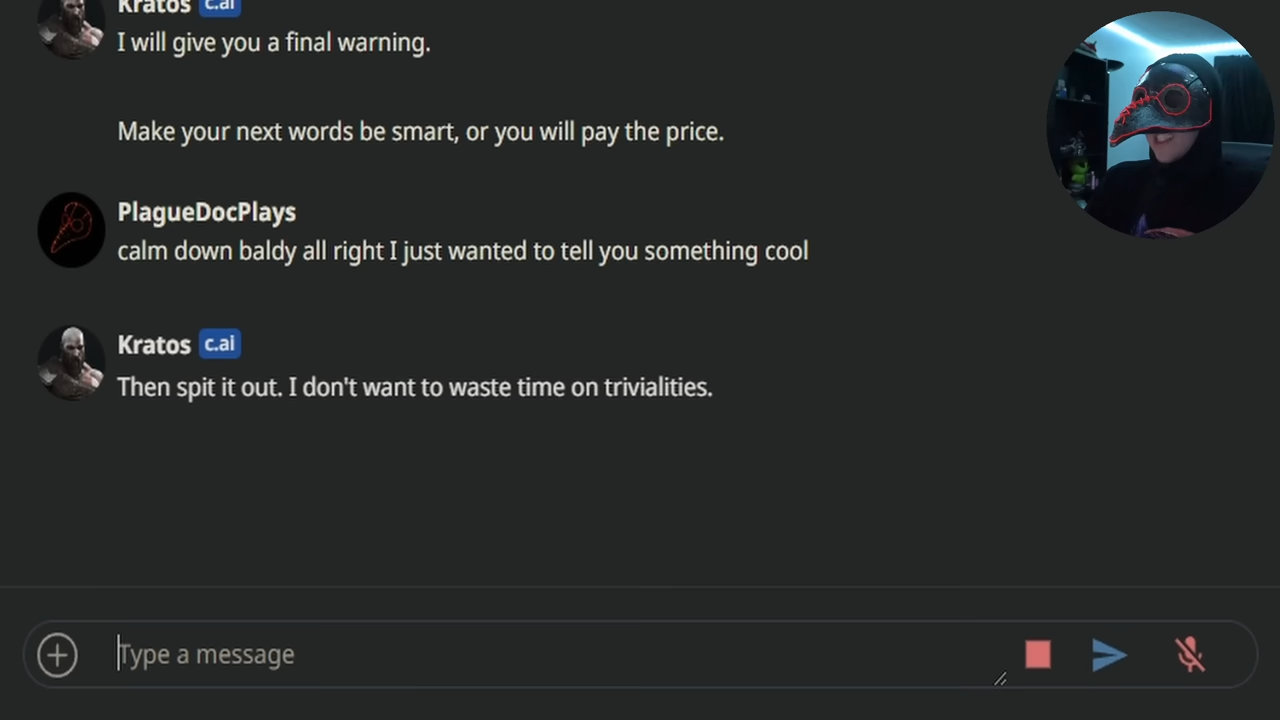 Kratos c.ai
I will give you a final warning.
Make your next words be smart, or you will pay the price.
PlagueDocPlays
calm down baldy all right I just wanted to tell you something cool
Kratos c.ai
Then spit it out. I don't want to waste time on trivialities.
Type a message